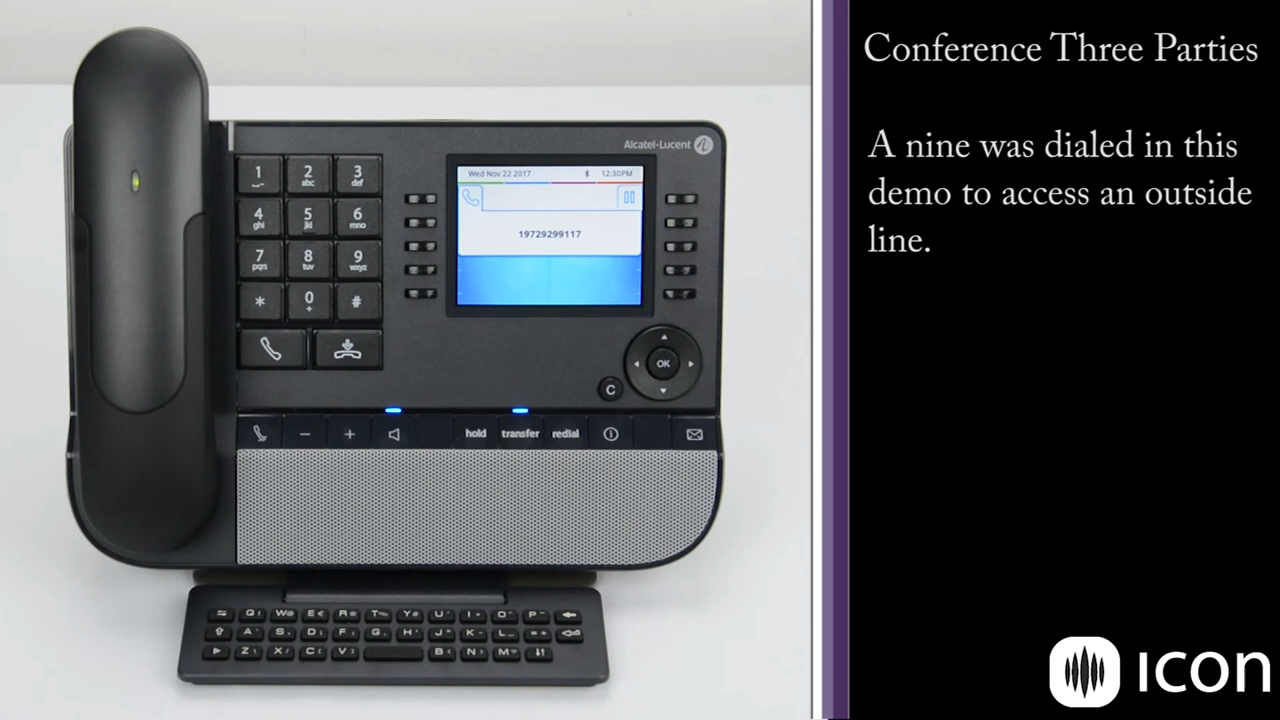 Conference Three Parties
A nine was dialed in this
demo to access an outside
line.
Alcatel-Lucent
Wed Nov 22 2017 12:30PM
19729299117
1 2 abc 3 def
4 ghi 5 jkl 6 mno
7 pqrs 8 tuv 9 wxyz
* 0 + #
OK
C
− + hold transfer redial
Q W E R T Y U I O P
A S D F G H J K L
Z X C V B N M
icon